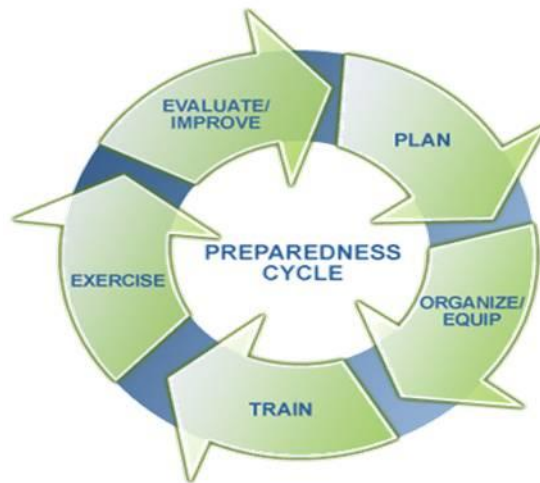 EVALUATE/
IMPROVE
PLAN
PREPAREDNESS
CYCLE
EXERCISE
ORGANIZE/
EQUIP
TRAIN